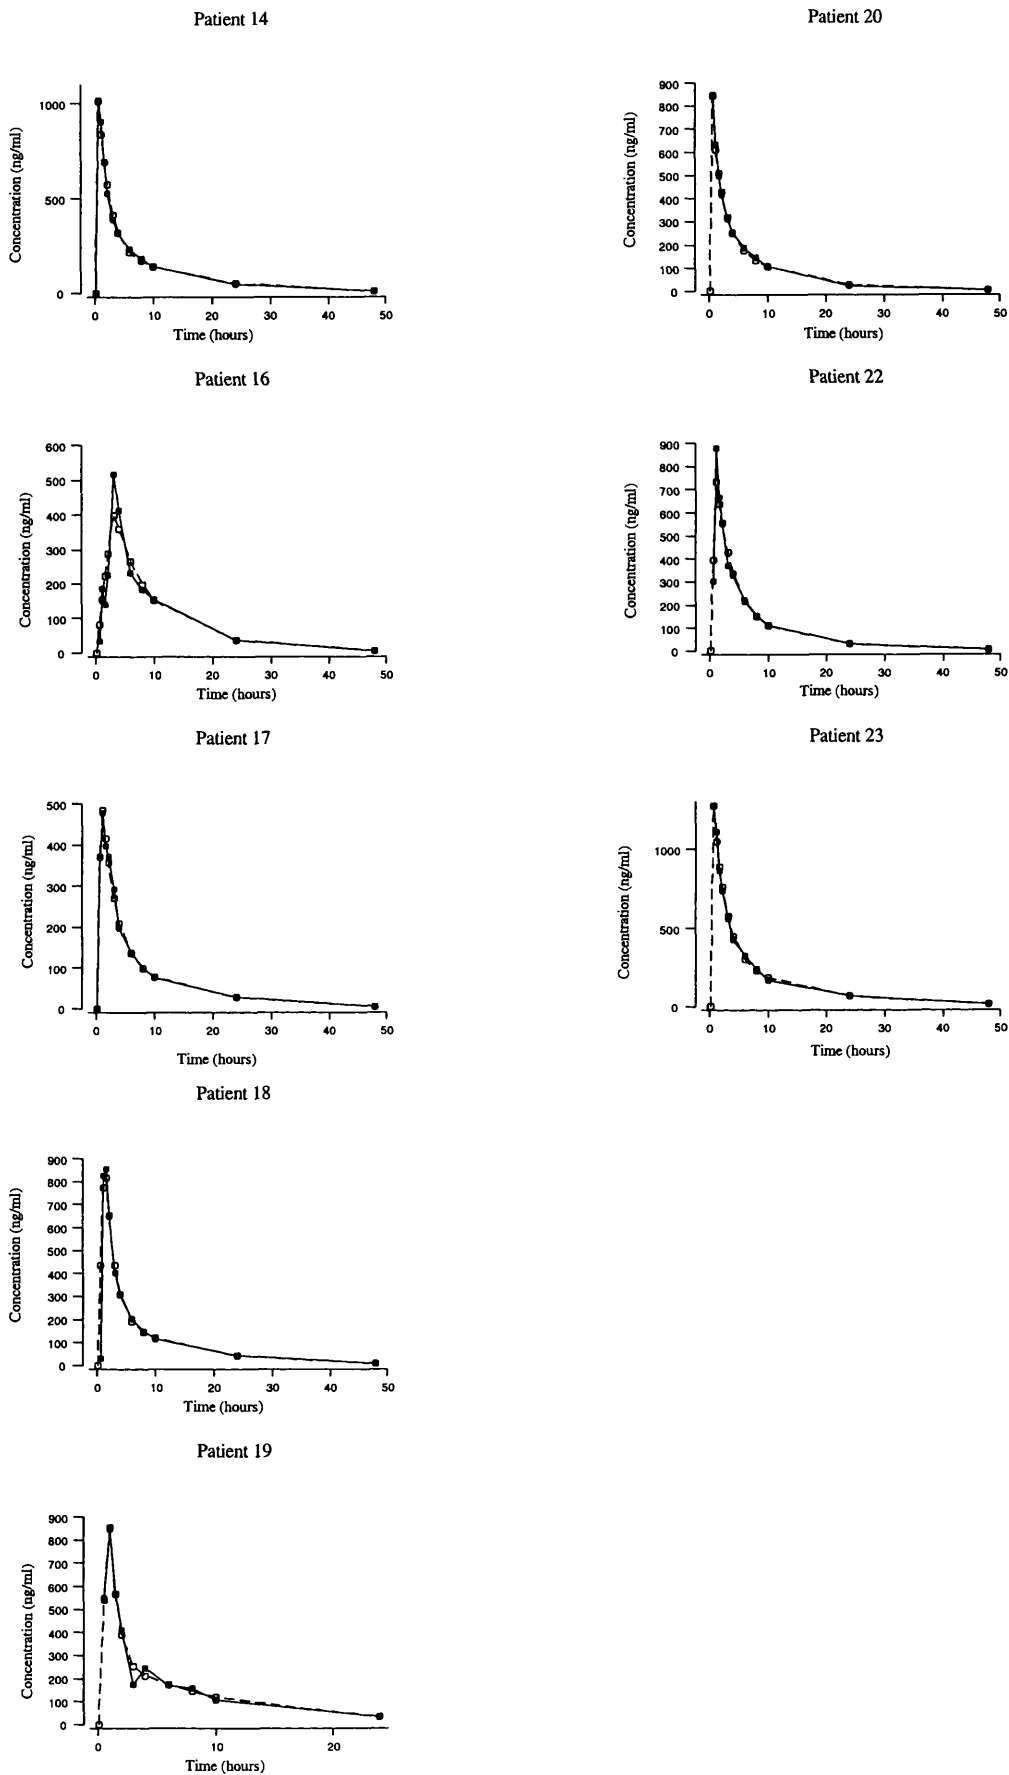 Patient 14
Concentration (ng/ml)
1000
500
0
0 10 20 30 40 50
Time (hours)
Patient 16
Concentration (ng/ml)
600
500
400
300
200
100
0
0 10 20 30 40 50
Time (hours)
Patient 17
Concentration (ng/ml)
500
400
300
200
100
0
0 10 20 30 40 50
Time (hours)
Patient 18
Concentration (ng/ml)
900
800
700
600
500
400
300
200
100
0
0 10 20 30 40 50
Time (hours)
Patient 19
Concentration (ng/ml)
900
800
700
600
500
400
300
200
100
0
0 10 20
Time (hours)
Patient 20
Concentration (ng/ml)
900
800
700
600
500
400
300
200
100
0
0 10 20 30 40 50
Time (hours)
Patient 22
Concentration (ng/ml)
900
800
700
600
500
400
300
200
100
0
0 10 20 30 40 50
Time (hours)
Patient 23
Concentration (ng/ml)
1000
500
0
0 10 20 30 40 50
Time (hours)